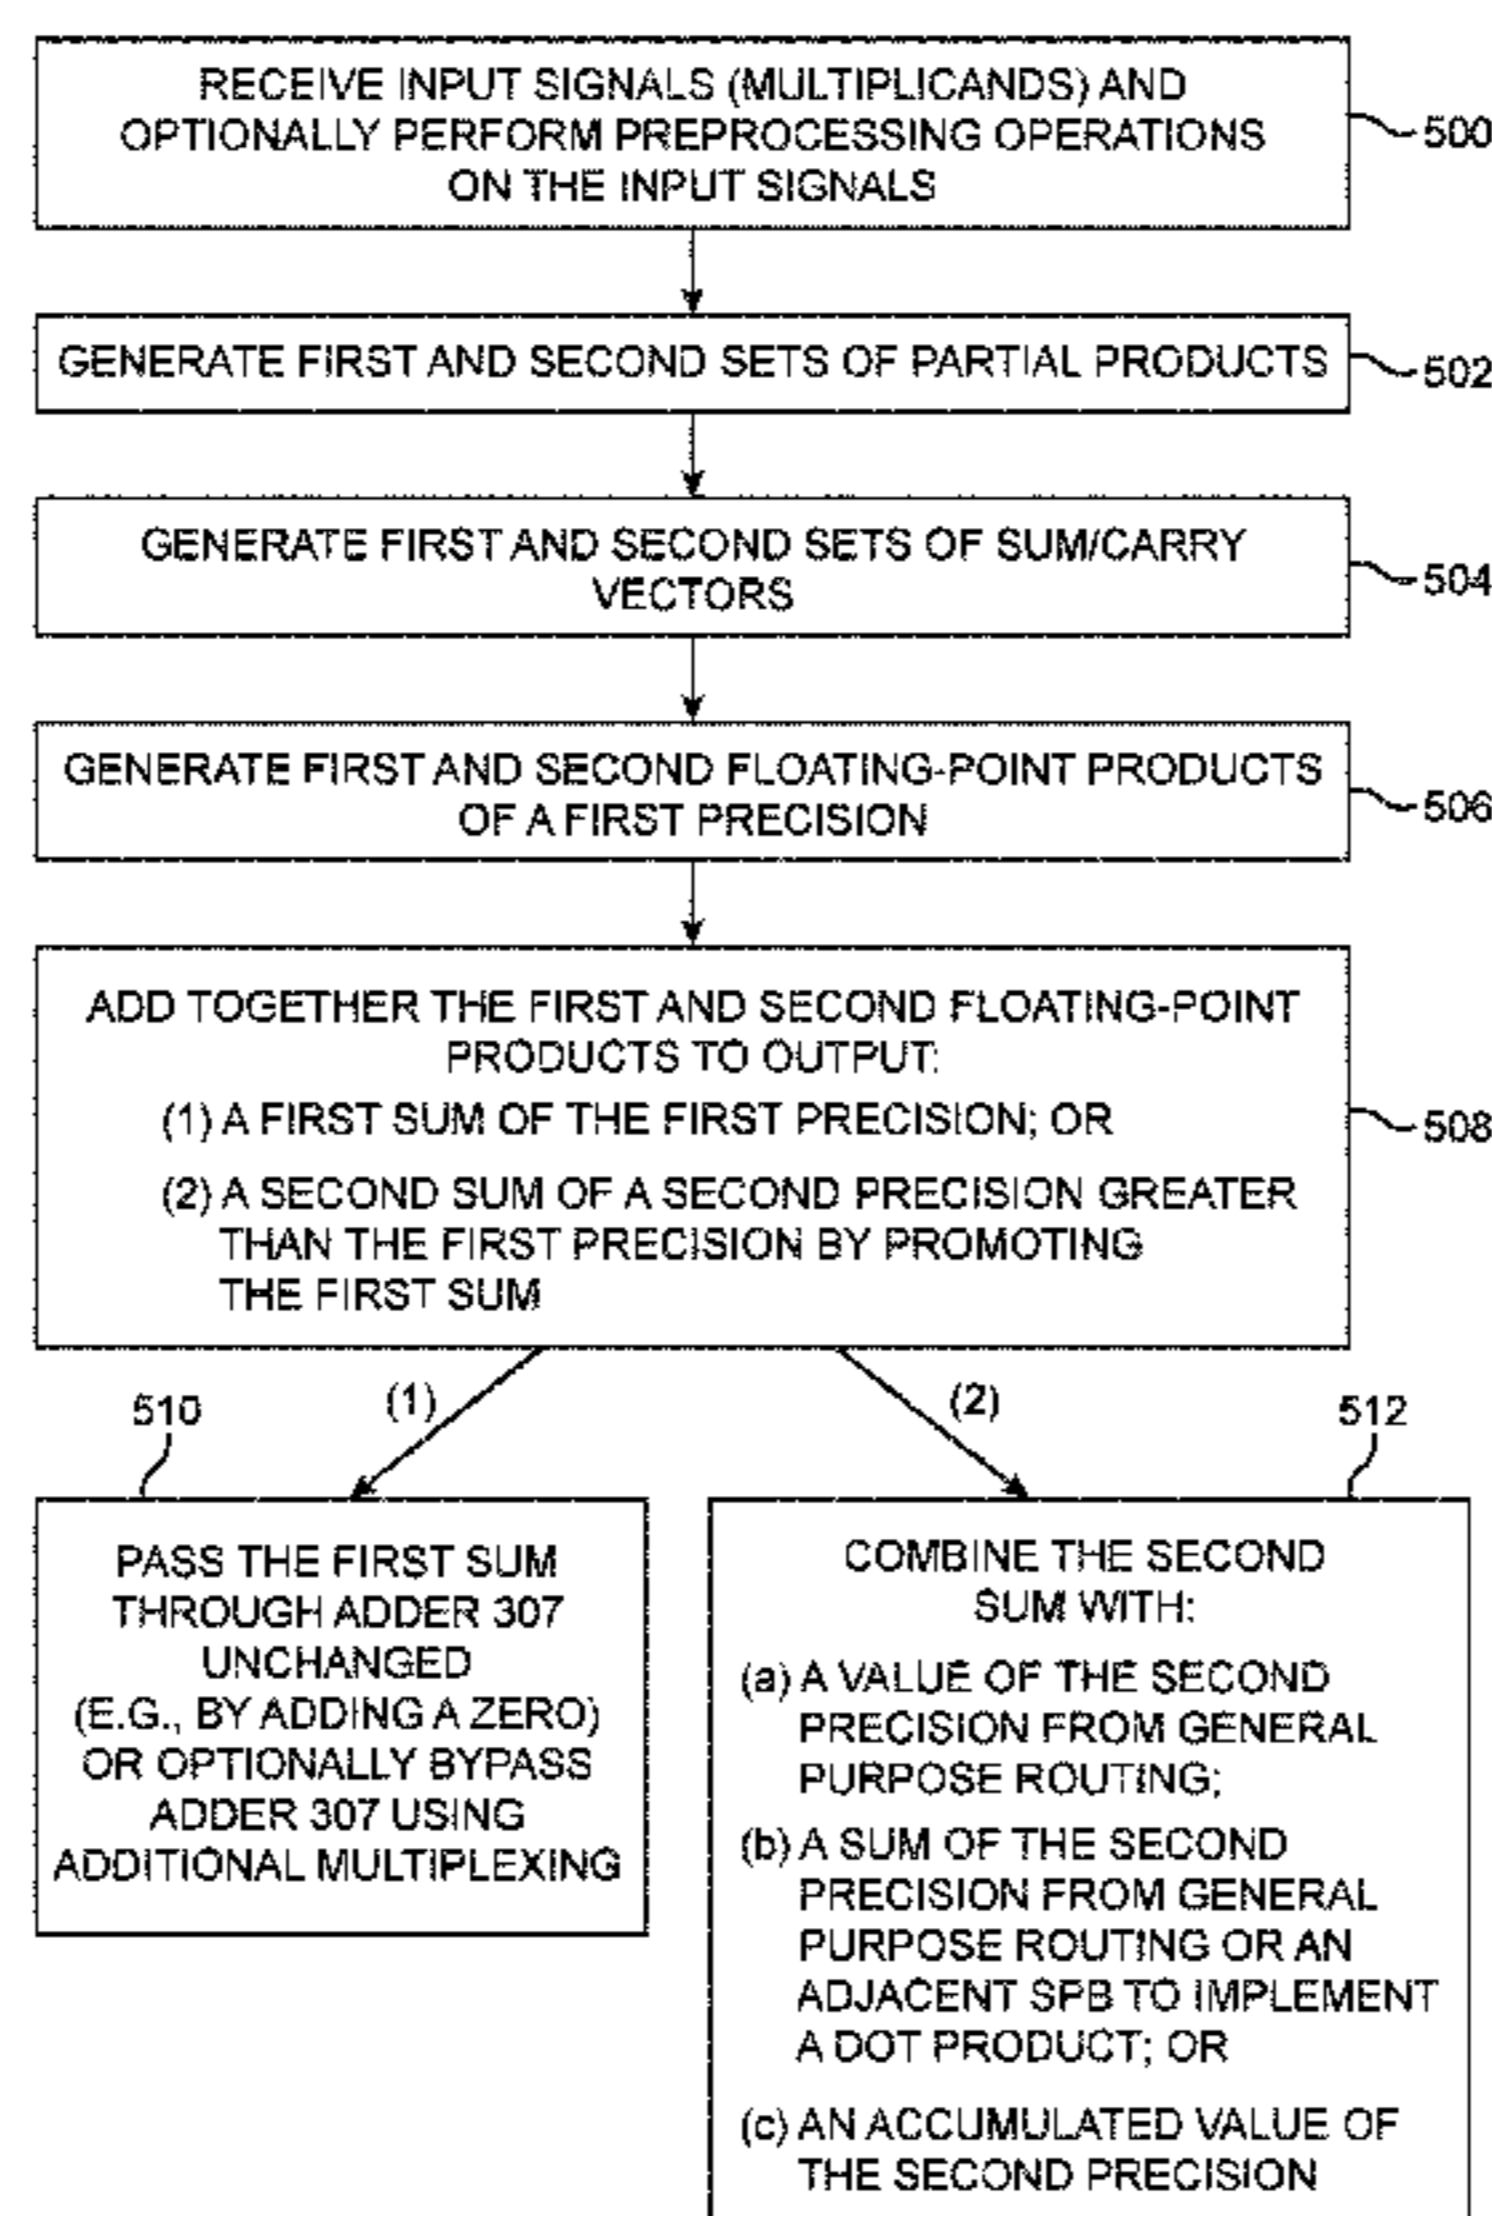 RECEIVE INPUT SIGNALS (MULTIPLICANDS) AND
OPTIONALLY PERFORM PREPROCESSING OPERATIONS
ON THE INPUT SIGNALS
500
GENERATE FIRST AND SECOND SETS OF PARTIAL PRODUCTS
502
GENERATE FIRST AND SECOND SETS OF SUM/CARRY
VECTORS
504
GENERATE FIRST AND SECOND FLOATING-POINT PRODUCTS
OF A FIRST PRECISION
506
ADD TOGETHER THE FIRST AND SECOND FLOATING-POINT
PRODUCTS TO OUTPUT:
(1) A FIRST SUM OF THE FIRST PRECISION; OR
(2) A SECOND SUM OF A SECOND PRECISION GREATER
THAN THE FIRST PRECISION BY PROMOTING
THE FIRST SUM
508
(1)
(2)
510
PASS THE FIRST SUM
THROUGH ADDER 307
UNCHANGED
(E.G., BY ADDING A ZERO)
OR OPTIONALLY BYPASS
ADDER 307 USING
ADDITIONAL MULTIPLEXING
512
COMBINE THE SECOND
SUM WITH:
(a) A VALUE OF THE SECOND
PRECISION FROM GENERAL
PURPOSE ROUTING;
(b) A SUM OF THE SECOND
PRECISION FROM GENERAL
PURPOSE ROUTING OR AN
ADJACENT SPB TO IMPLEMENT
A DOT PRODUCT; OR
(c) AN ACCUMULATED VALUE OF
THE SECOND PRECISION